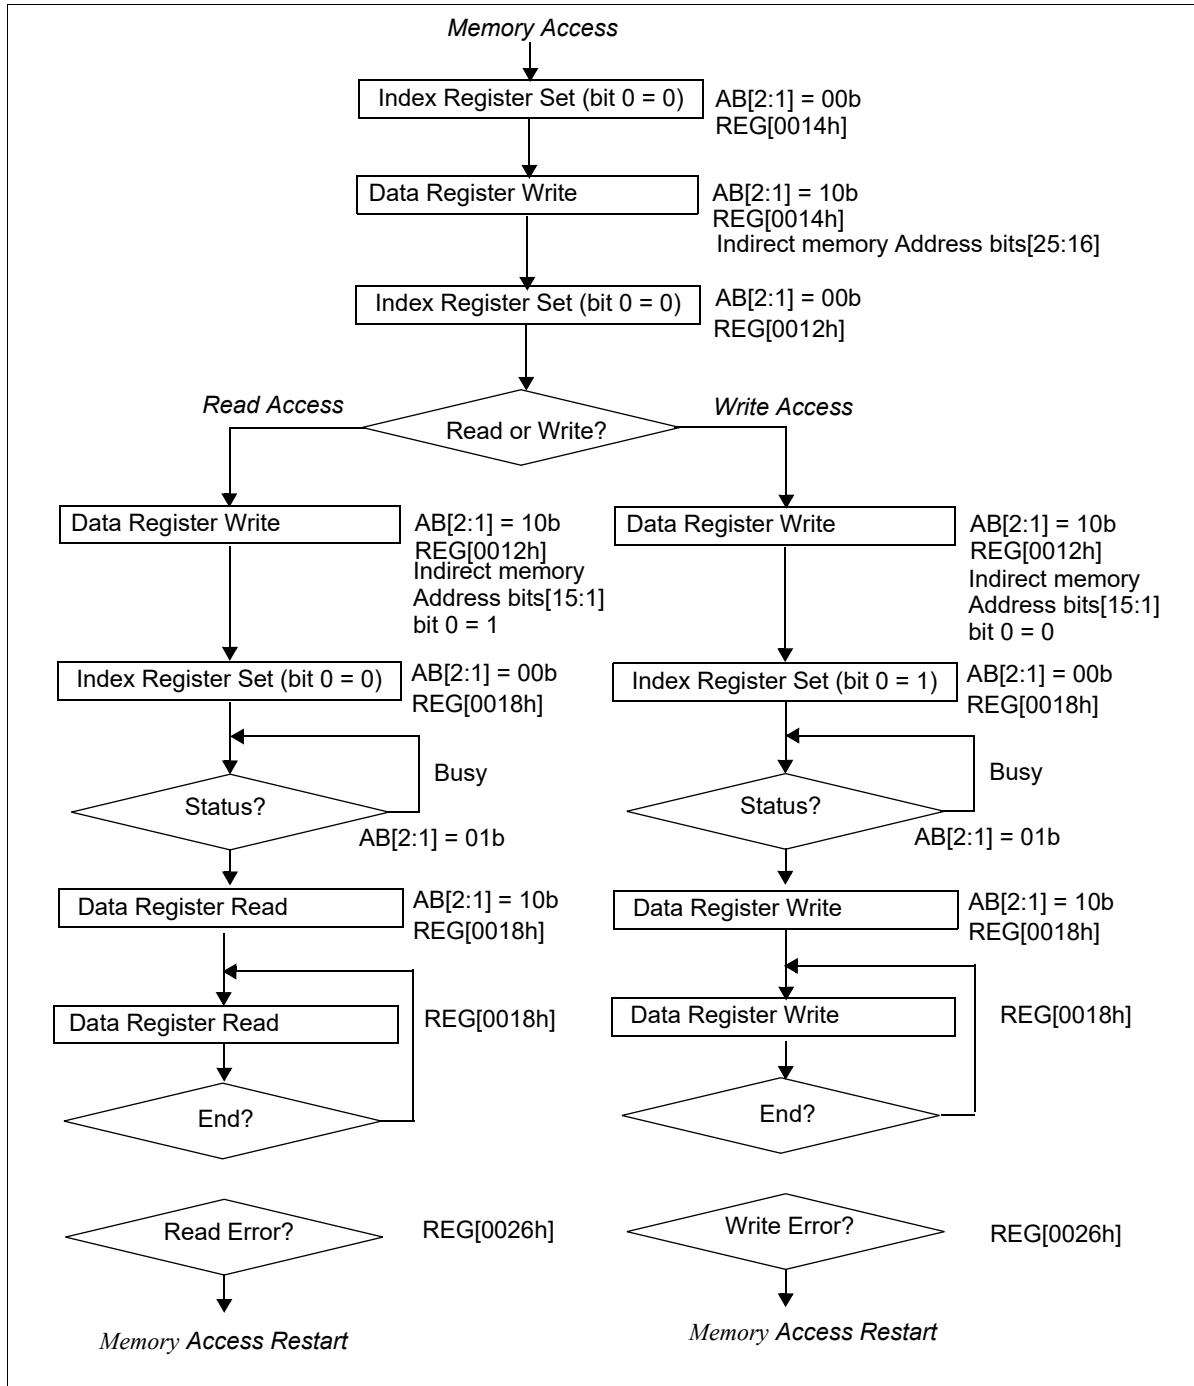 Memory Access
Index Register Set (bit 0 = 0)
AB[2:1] = 00b
REG[0014h]
Data Register Write
AB[2:1] = 10b
REG[0014h]
Indirect memory Address bits[25:16]
Index Register Set (bit 0 = 0)
AB[2:1] = 00b
REG[0012h]
Read Access
Write Access
Read or Write?
Data Register Write
AB[2:1] = 10b
REG[0012h]
Indirect memory
Address bits[15:1]
bit 0 = 1
Index Register Set (bit 0 = 0)
AB[2:1] = 00b
REG[0018h]
Busy
Status?
AB[2:1] = 01b
Data Register Read
AB[2:1] = 10b
REG[0018h]
Data Register Read
REG[0018h]
End?
Read Error?
REG[0026h]
Memory Access Restart
Data Register Write
AB[2:1] = 10b
REG[0012h]
Indirect memory
Address bits[15:1]
bit 0 = 0
Index Register Set (bit 0 = 1)
AB[2:1] = 00b
REG[0018h]
Busy
Status?
AB[2:1] = 01b
Data Register Write
AB[2:1] = 10b
REG[0018h]
Data Register Write
REG[0018h]
End?
Write Error?
REG[0026h]
Memory Access Restart